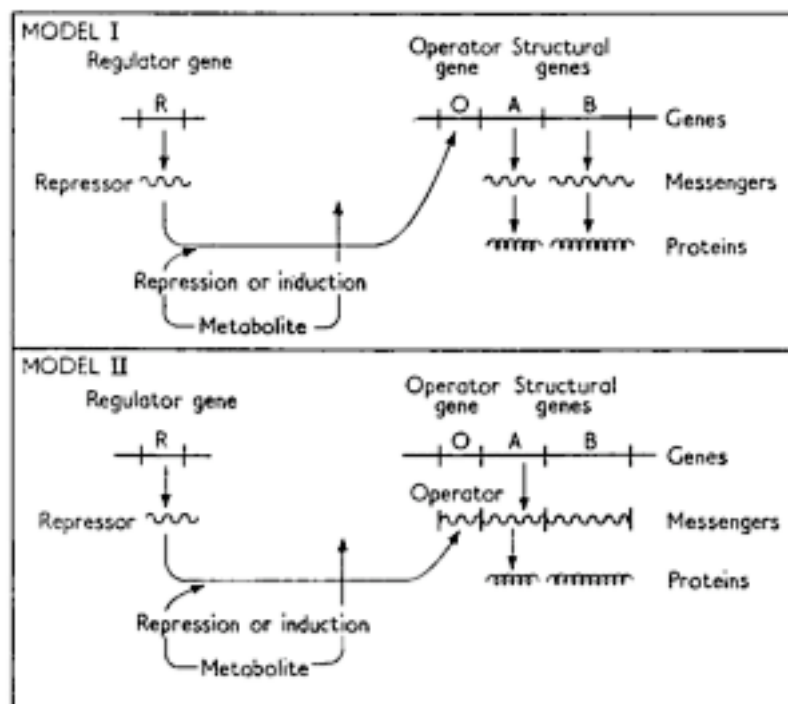 MODEL I
Regulator gene
Operator gene
Structural genes
R
O A B
Genes
Repressor
Messengers
Proteins
Repression or induction
Metabolite
MODEL II
Regulator gene
Operator gene
Structural genes
R
O A B
Genes
Operator
Repressor
Messengers
Proteins
Repression or induction
Metabolite